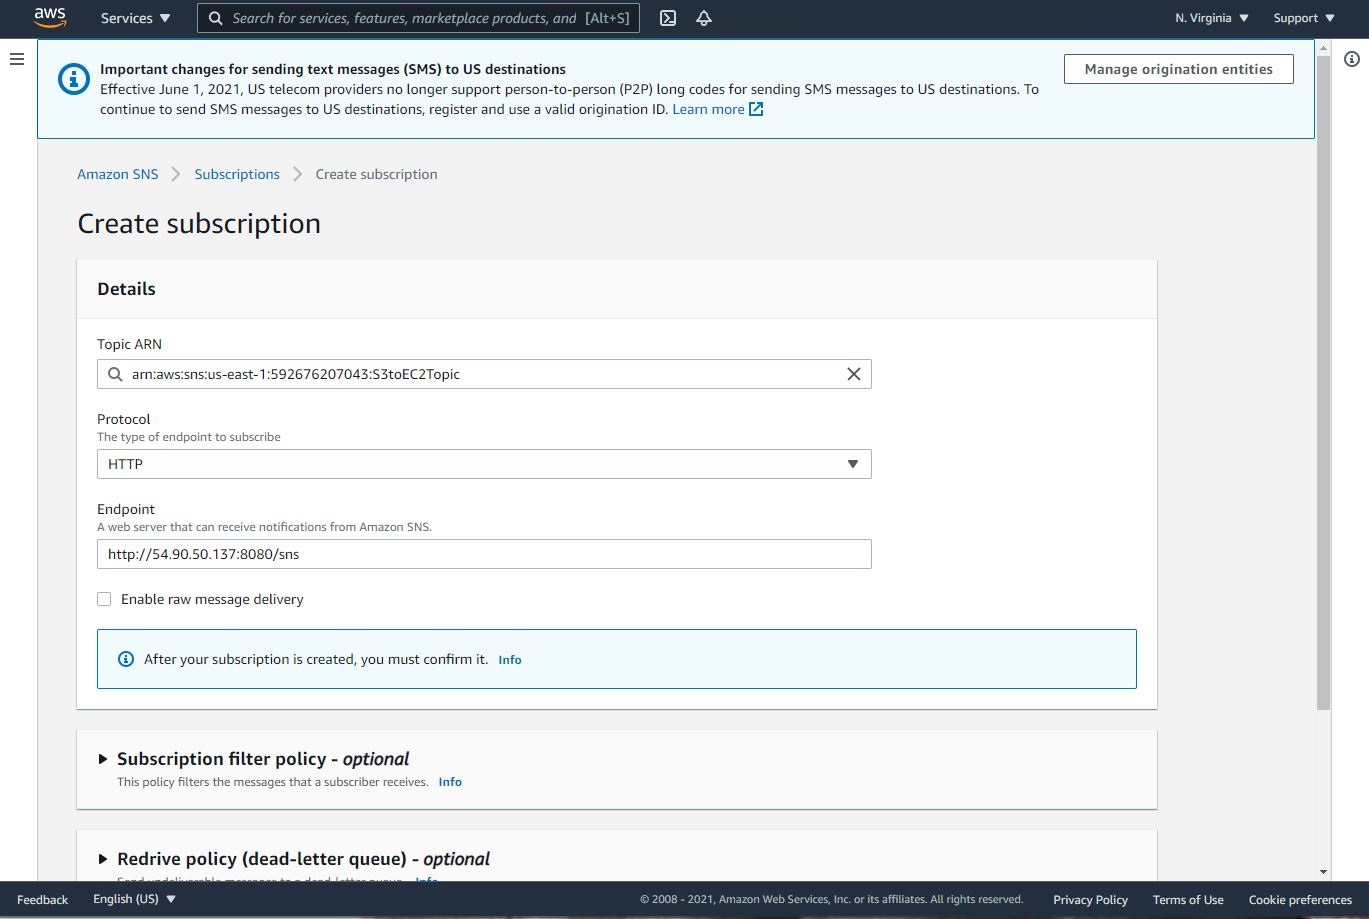 aws
Services
Search for services, features, marketplace products, and [Alt+S]
N. Virginia
Support
Important changes for sending text messages (SMS) to US destinations
Effective June 1, 2021, US telecom providers no longer support person-to-person (P2P) long codes for sending SMS messages to US destinations. To
continue to send SMS messages to US destinations, register and use a valid origination ID. Learn more
Manage origination entities
Amazon SNS
Subscriptions
Create subscription
Create subscription
Details
Topic ARN
arn:aws:sns:us-east-1:592676207043:S3toEC2Topic
Protocol
The type of endpoint to subscribe
HTTP
Endpoint
A web server that can receive notifications from Amazon SNS.
http://54.90.50.137:8080/sns
Enable raw message delivery
After your subscription is created, you must confirm it. Info
Subscription filter policy - optional
This policy filters the messages that a subscriber receives. Info
Redrive policy (dead-letter queue) - optional
Send undeliverable messages to a dead-letter queue. Info
Feedback
English (US)
© 2008 - 2021, Amazon Web Services, Inc. or its affiliates. All rights reserved.
Privacy Policy
Terms of Use
Cookie preferences